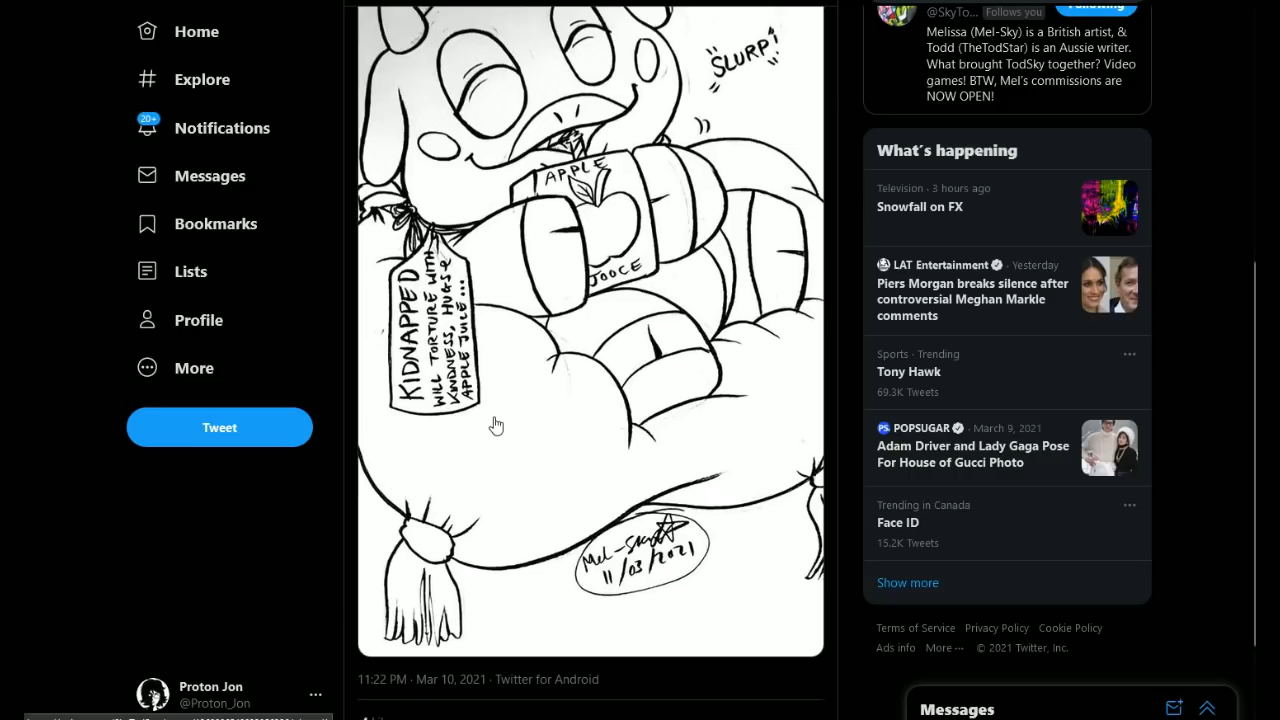 Home
Explore
20+
Notifications
Messages
Bookmarks
Lists
Profile
More
Tweet
Proton Jon
@Proton_Jon
SLURP!
APPLE
JOOCE
KIDNAPPED
WILL TORTURE WITH
KINDNESS, HUGS &
APPLE JUICE...
Mel-Sky
11/03/2021
11:22 PM · Mar 10, 2021 · Twitter for Android
@SkyTo... Follows you
Following
Melissa (Mel-Sky) is a British artist, &
Todd (TheTodStar) is an Aussie writer.
What brought TodSky together? Video
games! BTW, Mel's commissions are
NOW OPEN!
What's happening
Television · 3 hours ago
Snowfall on FX
LAT Entertainment · Yesterday
Piers Morgan breaks silence after
controversial Meghan Markle
comments
Sports · Trending
Tony Hawk
69.3K Tweets
POPSUGAR · March 9, 2021
Adam Driver and Lady Gaga Pose
For House of Gucci Photo
Trending in Canada
Face ID
15.2K Tweets
Show more
Terms of Service Privacy Policy Cookie Policy
Ads info More ··· © 2021 Twitter, Inc.
Messages